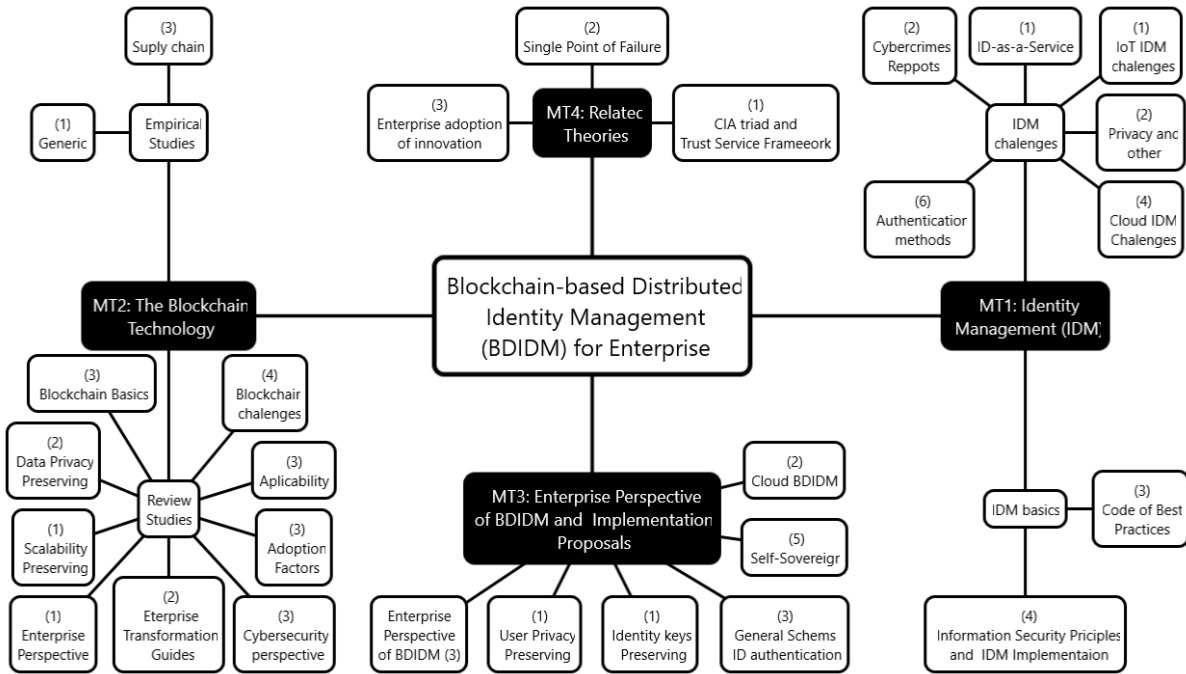 (3)
Suply chain
(1)
Generic
Empirical
Studies
(2)
Single Point of Failure
(3)
Enterprise adoption
of innovation
MT4: Relatec
Theories
(1)
CIA triad and
Trust Service Frameeork
(2)
Cybercrimes
Reppots
(1)
ID-as-a-Service
(1)
IoT IDM
chalenges
IDM
chalenges
(2)
Privacy and
other
(6)
Authentication
methods
(4)
Cloud IDM
Chalenges
MT2: The Blockchain
Technology
Blockchain-based Distributed
Identity Management
(BDIDM) for Enterprise
MT1: Identity
Management (IDM)
(3)
Blockchain Basics
(4)
Blockchair
chalenges
(2)
Data Privacy
Preserving
(3)
Aplicability
Review
Studies
(1)
Scalability
Preserving
(3)
Adoption
Factors
(1)
Enterprise
Perspective
(2)
Eterprise
Transformation
Guides
(3)
Cybersecurity
perspective
MT3: Enterprise Perspective
of BDIDM and Implementation
Proposals
(2)
Cloud BDIDM
(5)
Self-Sovereigr
Enterprise
Perspective
of BDIDM (3)
(1)
User Privacy
Preserving
(1)
Identity keys
Preserving
(3)
General Schems
ID authentication
IDM basics
(3)
Code of Best
Practices
(4)
Information Security Priciples
and IDM Implementaion